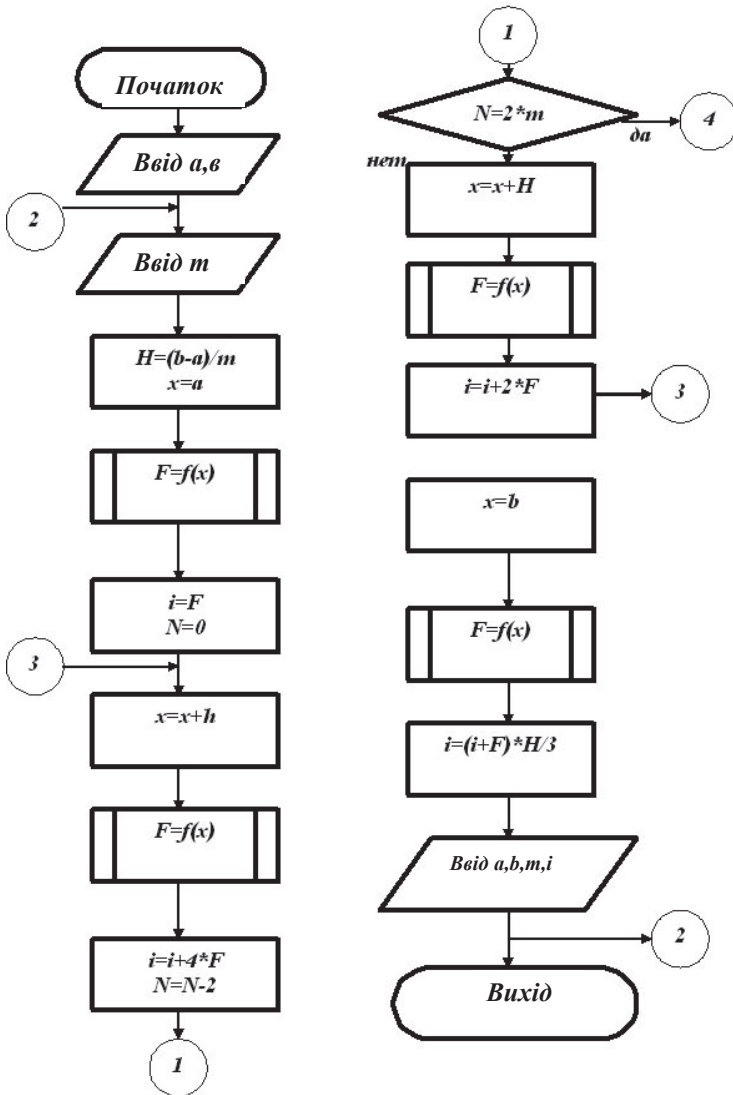 Початок
Ввід а,в
2
Ввід m
H=(b-a)/m
x=a
F=f(x)
i=F
N=0
3
x=x+h
F=f(x)
i=i+4*F
N=N-2
1
1
N=2*m
4
да
нет
x=x+H
F=f(x)
i=i+2*F
3
x=b
F=f(x)
i=(i+F)*H/3
Ввід a,b,m,i
2
Вихід